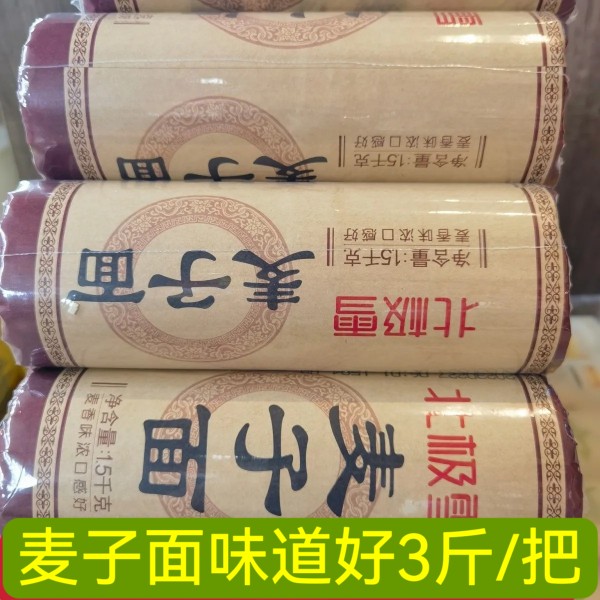 雪
净含量:1.5千克
麦香味浓口感好
麦子面
净含量:1.5千克
麦香味浓口感好
麦子面
北极雪
北极雪
麦子面
净含量:1.5千克
麦香味浓口感好
麦子面味道好3斤/把